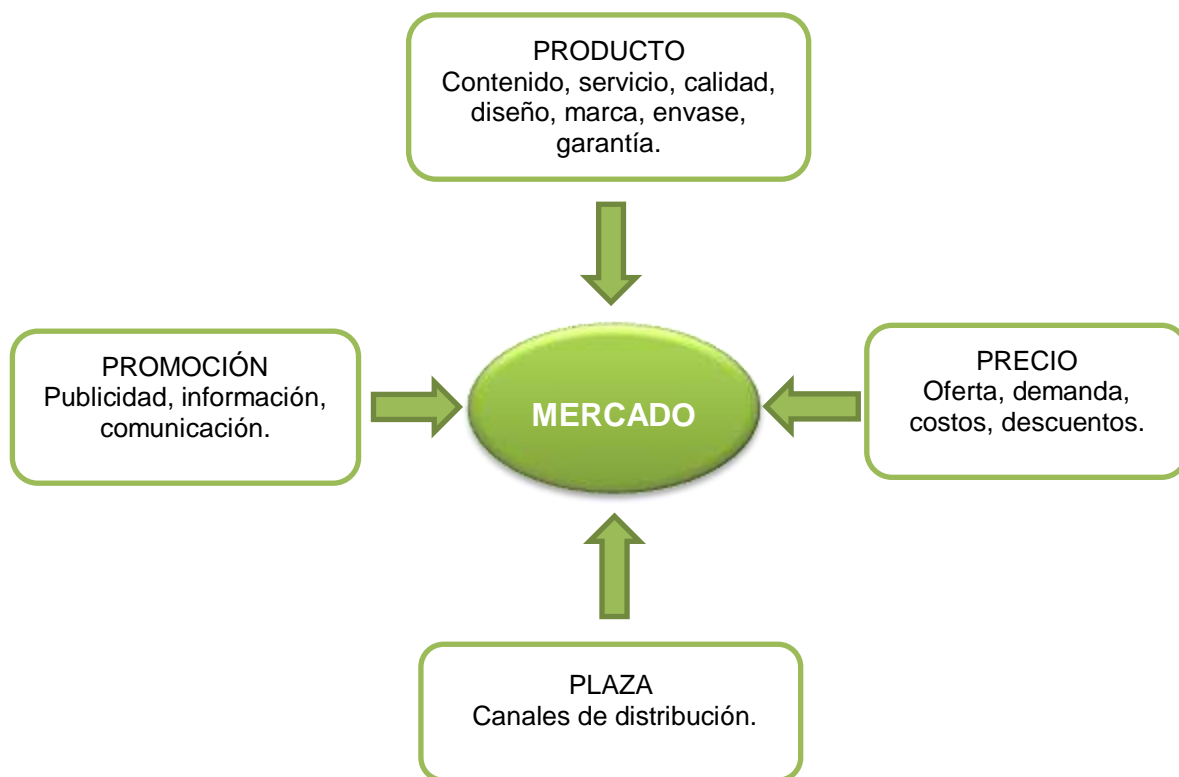 PRODUCTO
Contenido, servicio, calidad,
diseño, marca, envase,
garantía.
PROMOCIÓN
Publicidad, información,
comunicación.
MERCADO
PRECIO
Oferta, demanda,
costos, descuentos.
PLAZA
Canales de distribución.